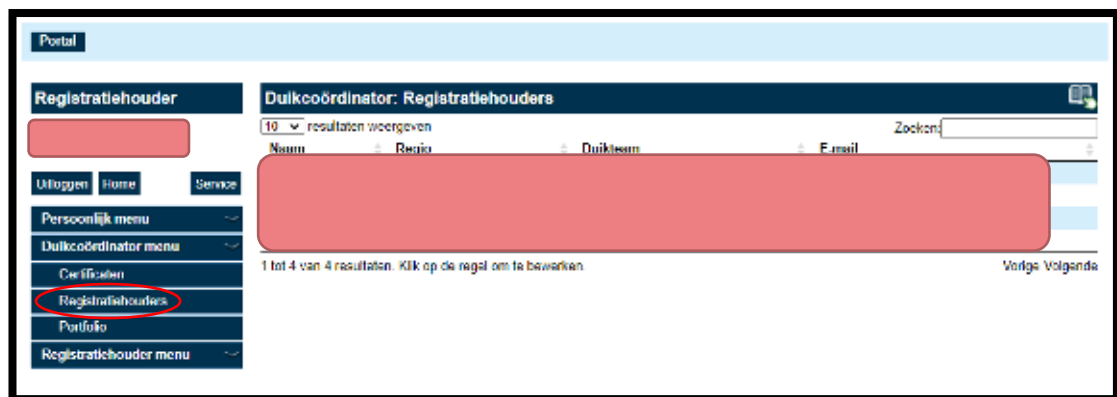 Portal
Registratiehouder
Duikcoördinator: Registratiehouders
10 resultaten weergeven
Zoeken:
Naam Regio Duikteam E-mail
Uitloggen Home Service
Persoonlijk menu
Duikcoördinator menu
Certificaten
Registratiehouders
Portfolio
Registratiehouder menu
1 tot 4 van 4 resultaten. Klik op de regel om te bewerken.
Vorige Volgende